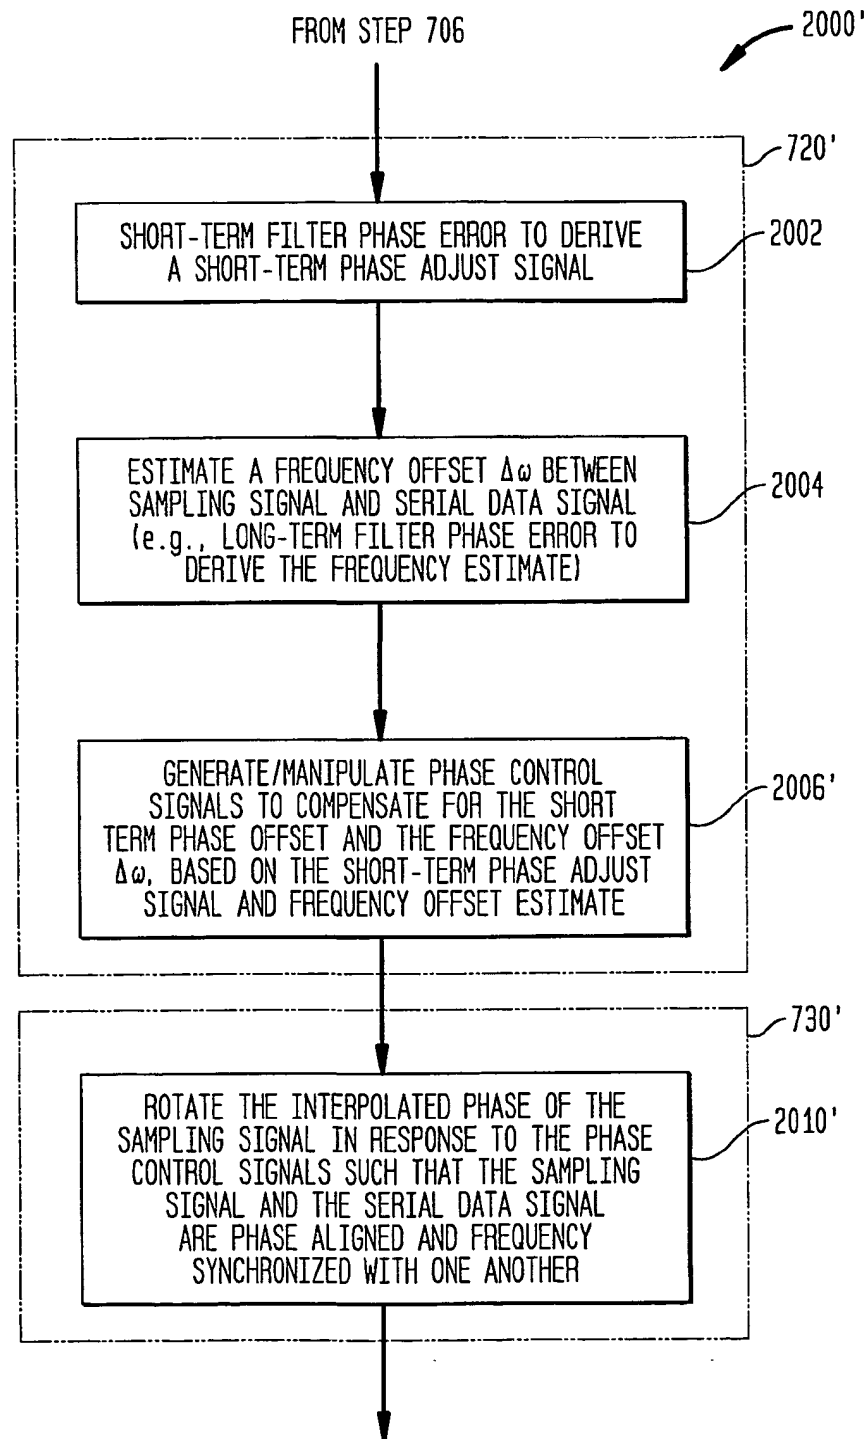 FROM STEP 706
2000'
720'
SHORT-TERM FILTER PHASE ERROR TO DERIVE
A SHORT-TERM PHASE ADJUST SIGNAL
2002
ESTIMATE A FREQUENCY OFFSET Δω BETWEEN
SAMPLING SIGNAL AND SERIAL DATA SIGNAL
(e.g., LONG-TERM FILTER PHASE ERROR TO
DERIVE THE FREQUENCY ESTIMATE)
2004
GENERATE/MANIPULATE PHASE CONTROL
SIGNALS TO COMPENSATE FOR THE SHORT
TERM PHASE OFFSET AND THE FREQUENCY OFFSET
Δω, BASED ON THE SHORT-TERM PHASE ADJUST
SIGNAL AND FREQUENCY OFFSET ESTIMATE
2006'
730'
ROTATE THE INTERPOLATED PHASE OF THE
SAMPLING SIGNAL IN RESPONSE TO THE PHASE
CONTROL SIGNALS SUCH THAT THE SAMPLING
SIGNAL AND THE SERIAL DATA SIGNAL
ARE PHASE ALIGNED AND FREQUENCY
SYNCHRONIZED WITH ONE ANOTHER
2010'